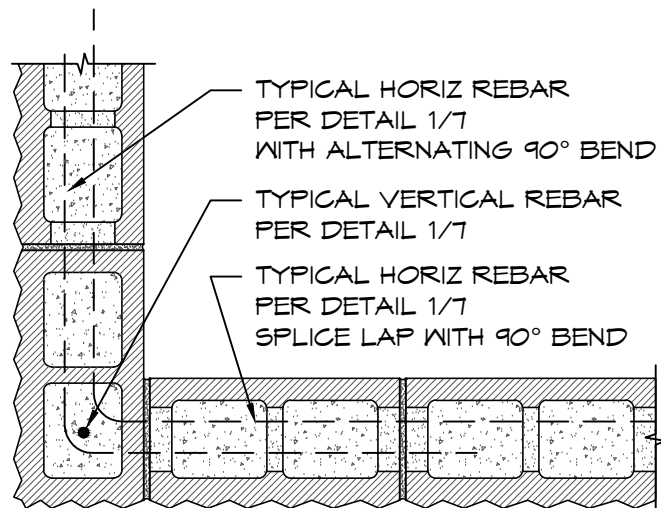 TYPICAL HORIZ REBAR
PER DETAIL 1/7
WITH ALTERNATING 90° BEND
TYPICAL VERTICAL REBAR
PER DETAIL 1/7
TYPICAL HORIZ REBAR
PER DETAIL 1/7
SPLICE LAP WITH 90° BEND